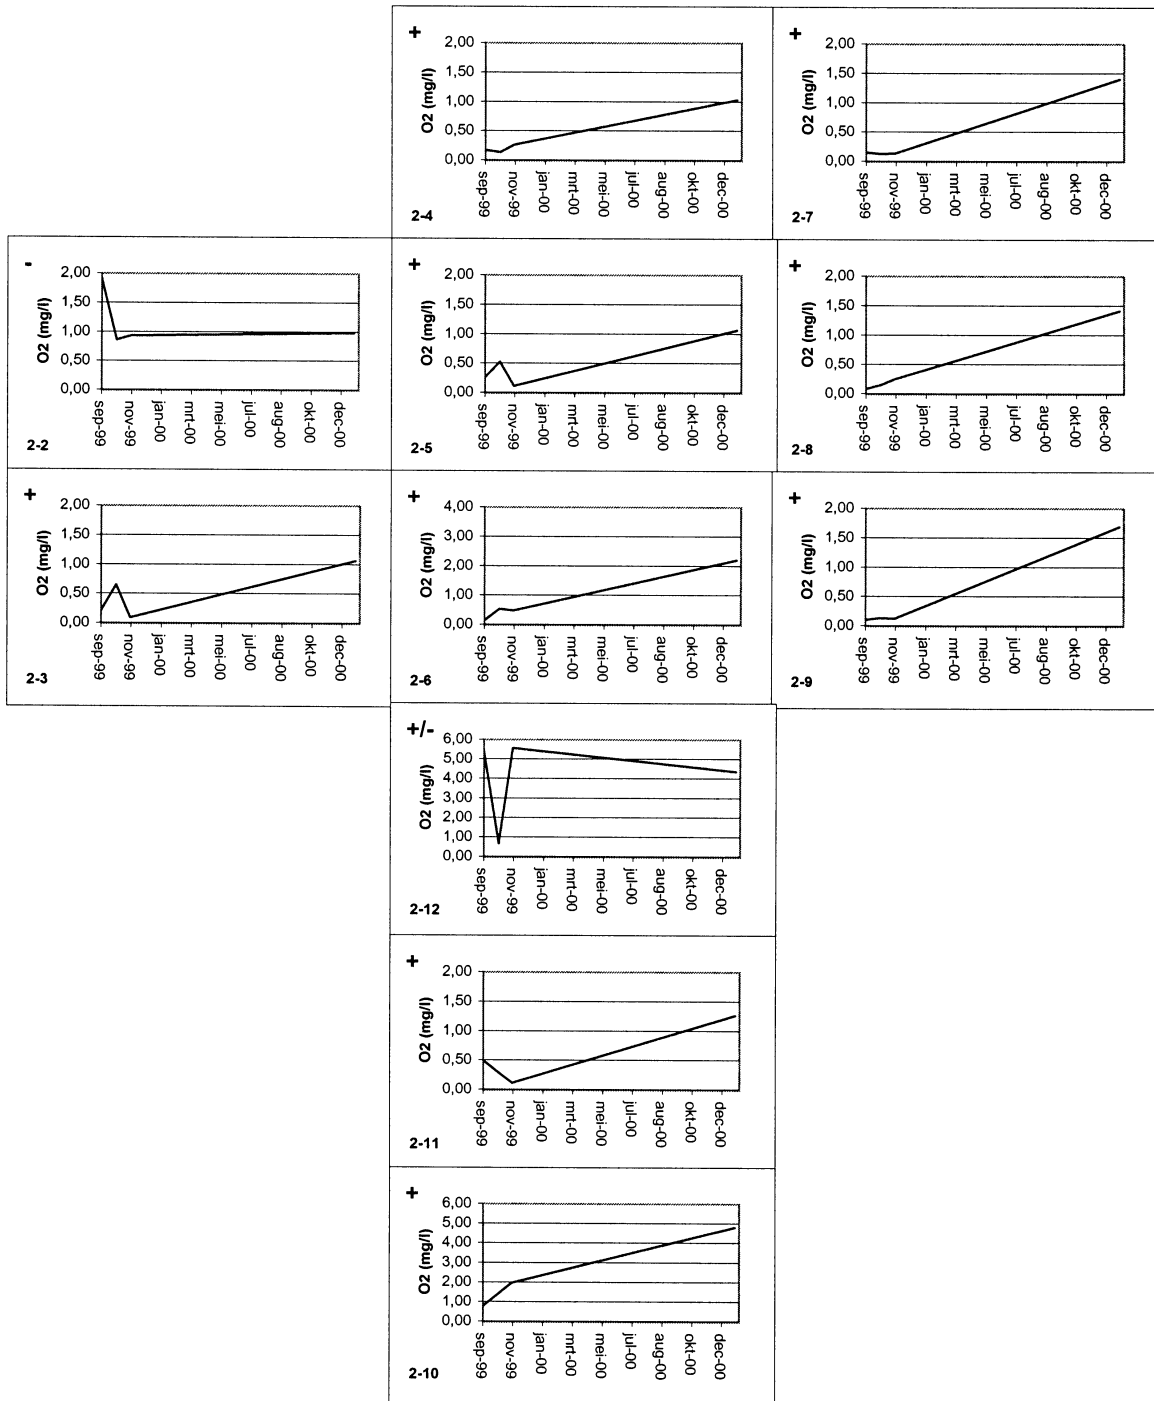 +
O2 (mg/l)
2,00
1,50
1,00
0,50
0,00
sep-99
nov-99
jan-00
mrt-00
mei-00
jul-00
aug-00
okt-00
dec-00
2-4
+
O2 (mg/l)
2,00
1,50
1,00
0,50
0,00
sep-99
nov-99
jan-00
mrt-00
mei-00
jul-00
aug-00
okt-00
dec-00
2-7
-
O2 (mg/l)
2,00
1,50
1,00
0,50
0,00
sep-99
nov-99
jan-00
mrt-00
mei-00
jul-00
aug-00
okt-00
dec-00
2-2
+
O2 (mg/l)
2,00
1,50
1,00
0,50
0,00
sep-99
nov-99
jan-00
mrt-00
mei-00
jul-00
aug-00
okt-00
dec-00
2-5
+
O2 (mg/l)
2,00
1,50
1,00
0,50
0,00
sep-99
nov-99
jan-00
mrt-00
mei-00
jul-00
aug-00
okt-00
dec-00
2-8
+
O2 (mg/l)
2,00
1,50
1,00
0,50
0,00
sep-99
nov-99
jan-00
mrt-00
mei-00
jul-00
aug-00
okt-00
dec-00
2-3
+
O2 (mg/l)
4,00
3,00
2,00
1,00
0,00
sep-99
nov-99
jan-00
mrt-00
mei-00
jul-00
aug-00
okt-00
dec-00
2-6
+
O2 (mg/l)
2,00
1,50
1,00
0,50
0,00
sep-99
nov-99
jan-00
mrt-00
mei-00
jul-00
aug-00
okt-00
dec-00
2-9
+/-
O2 (mg/l)
6,00
5,00
4,00
3,00
2,00
1,00
0,00
sep-99
nov-99
jan-00
mrt-00
mei-00
jul-00
aug-00
okt-00
dec-00
2-12
+
O2 (mg/l)
2,00
1,50
1,00
0,50
0,00
sep-99
nov-99
jan-00
mrt-00
mei-00
jul-00
aug-00
okt-00
dec-00
2-11
+
O2 (mg/l)
6,00
5,00
4,00
3,00
2,00
1,00
0,00
sep-99
nov-99
jan-00
mrt-00
mei-00
jul-00
aug-00
okt-00
dec-00
2-10